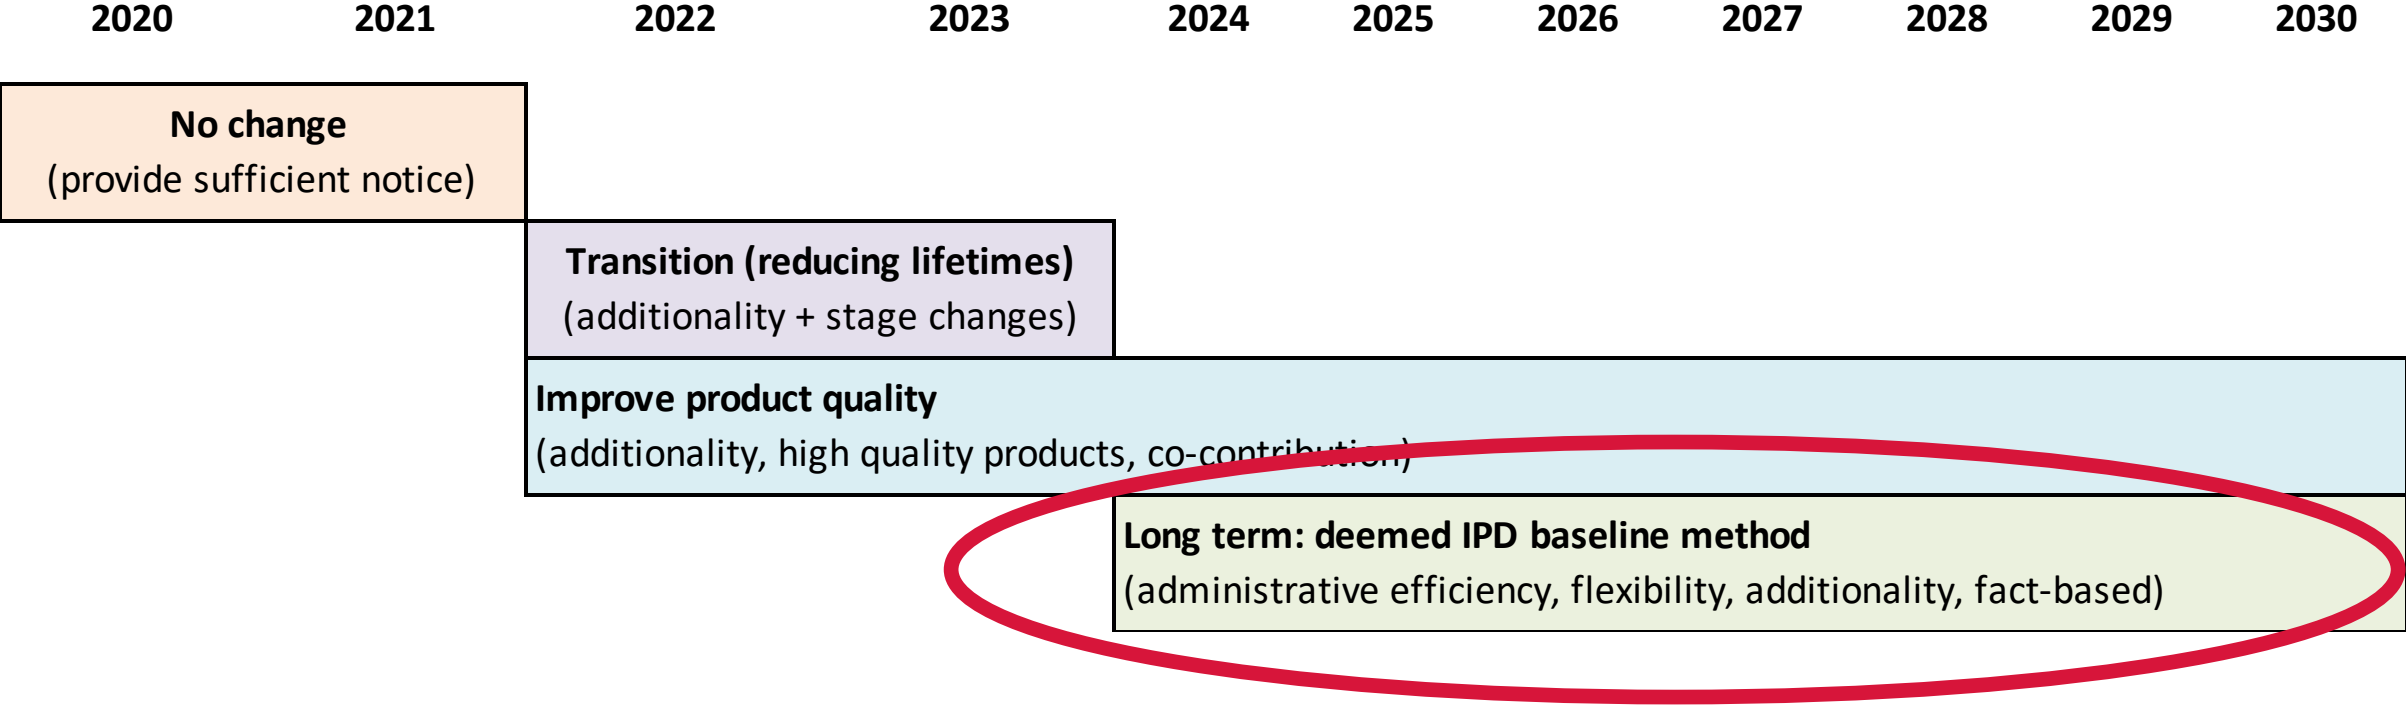 2020 2021 2022 2023 2024 2025 2026 2027 2028 2029 2030
No change
(provide sufficient notice)
Transition (reducing lifetimes)
(additionality + stage changes)
Improve product quality
(additionality, high quality products, co-contribution)
Long term: deemed IPD baseline method
(administrative efficiency, flexibility, additionality, fact-based)